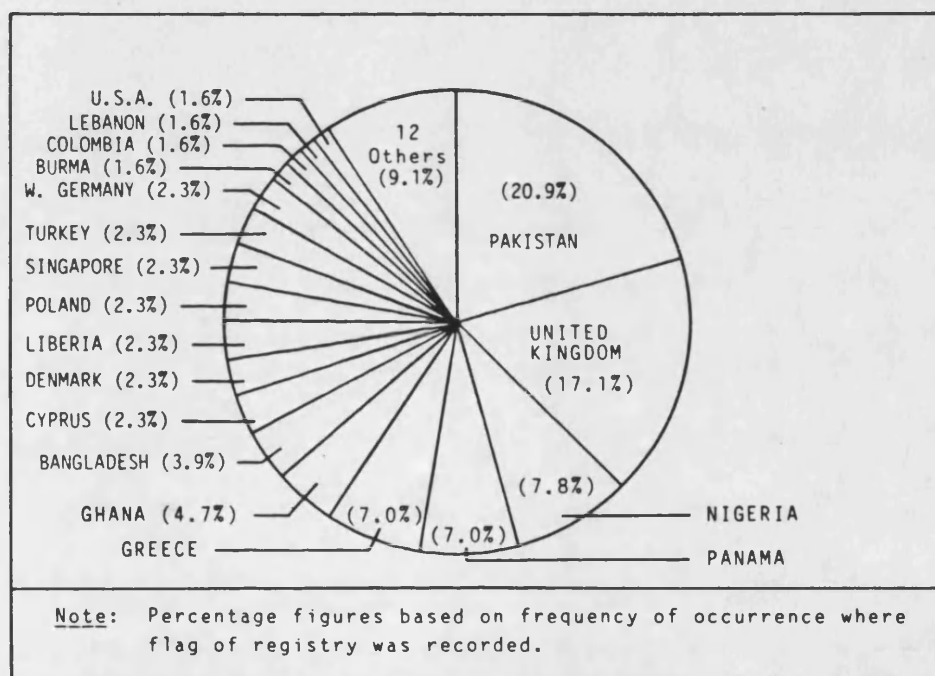 U.S.A. (1.6%)
LEBANON (1.6%)
COLOMBIA (1.6%)
BURMA (1.6%)
W. GERMANY (2.3%)
TURKEY (2.3%)
SINGAPORE (2.3%)
POLAND (2.3%)
LIBERIA (2.3%)
DENMARK (2.3%)
CYPRUS (2.3%)
BANGLADESH (3.9%)
GHANA (4.7%)
GREECE
(7.0%)
(7.0%)
PANAMA
(7.8%)
NIGERIA
UNITED
KINGDOM
(17.1%)
(20.9%)
PAKISTAN
12
Others
(9.1%)
Note: Percentage figures based on frequency of occurrence where
flag of registry was recorded.